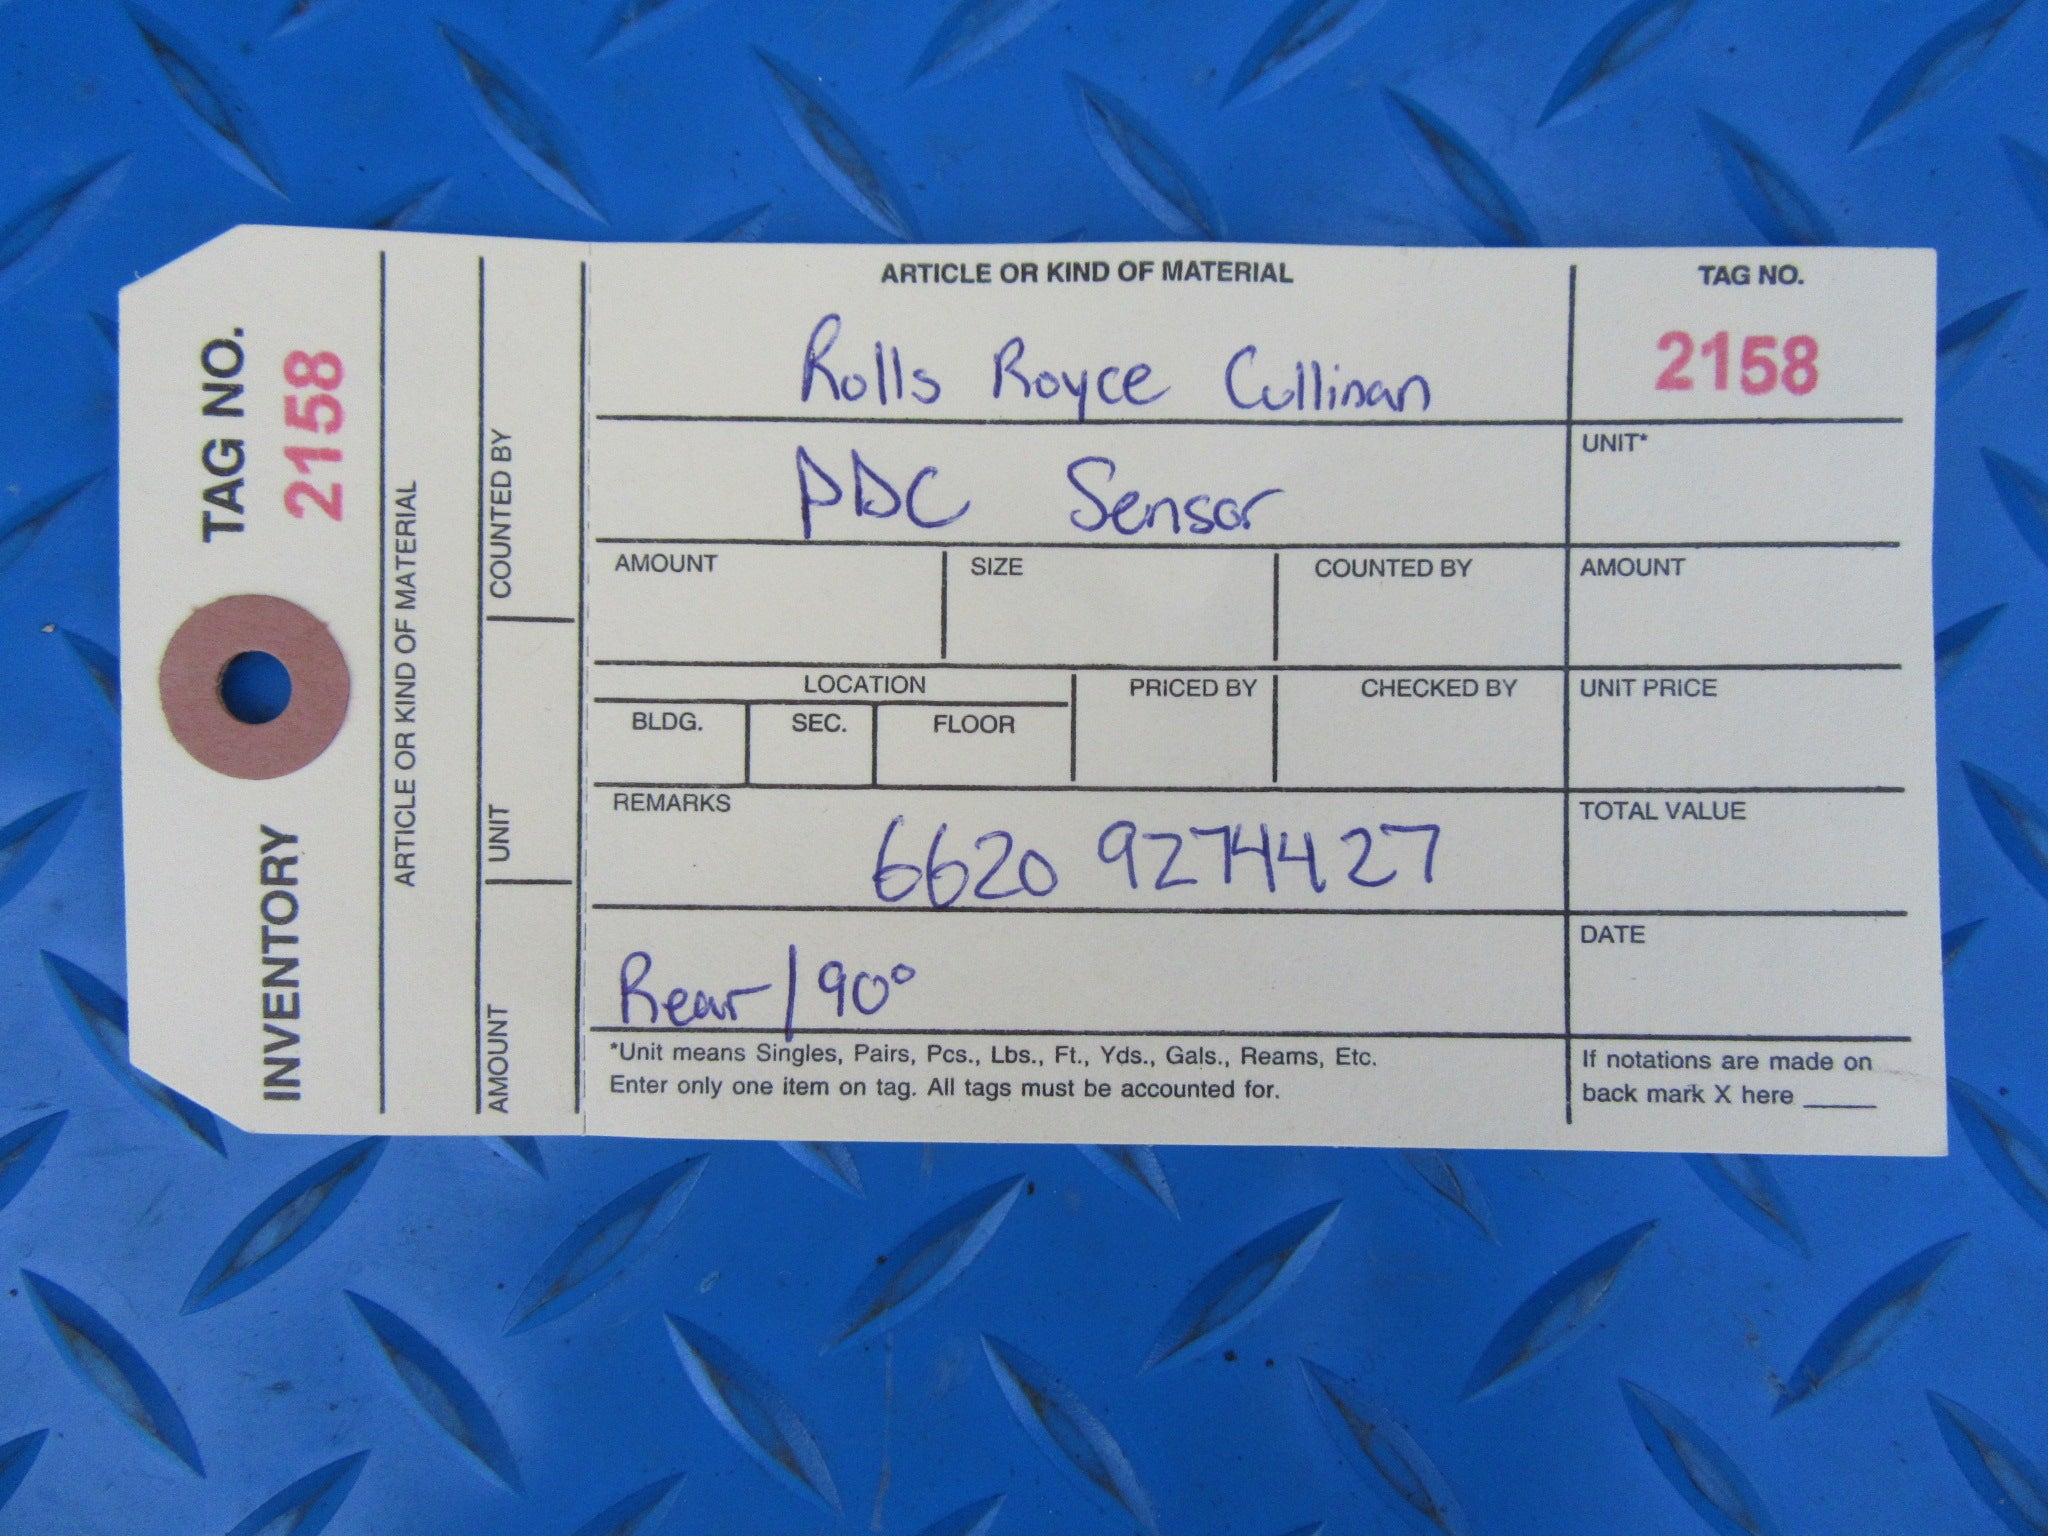 TAG NO.
2158
INVENTORY
ARTICLE OR KIND OF MATERIAL
COUNTED BY
UNIT
AMOUNT
ARTICLE OR KIND OF MATERIAL
Rolls Royce Cullinan
TAG NO.
2158
PDC Sensor
UNIT*
AMOUNT
SIZE
COUNTED BY
AMOUNT
LOCATION
BLDG.
SEC.
FLOOR
PRICED BY
CHECKED BY
UNIT PRICE
REMARKS
6620 9274427
TOTAL VALUE
Rear/90°
DATE
*Unit means Singles, Pairs, Pcs., Lbs., Ft., Yds., Gals., Reams, Etc.
Enter only one item on tag. All tags must be accounted for.
If notations are made on
back mark X here _____